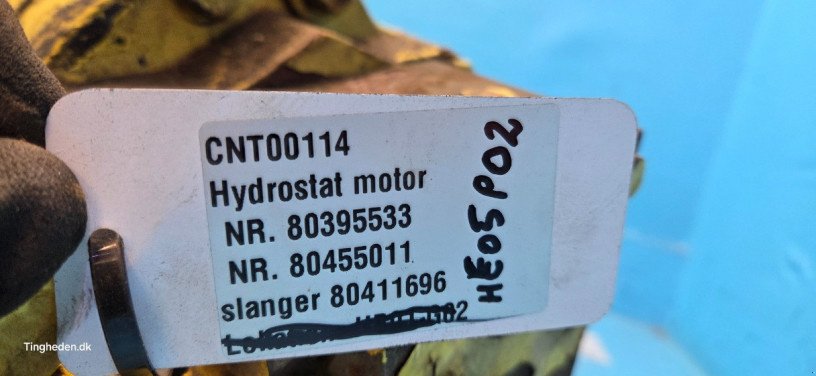 CNT00114
Hydrostat motor
NR. 80395533
NR. 80455011
slanger 80411696
HE05P02
Tingheden.dk